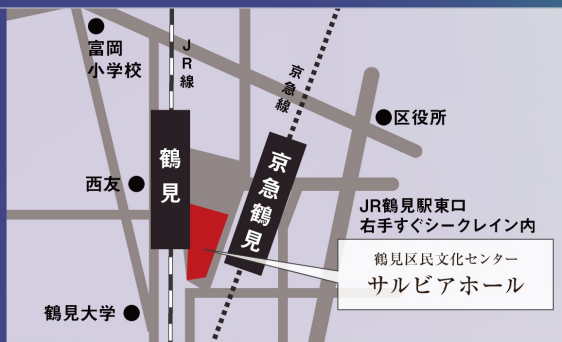 富岡
小学校
JR線
京急線
区役所
鶴見
京急鶴見
西友
JR鶴見駅東口
右手すぐシークレイン内
鶴見区民文化センター
サルビアホール
鶴見大学